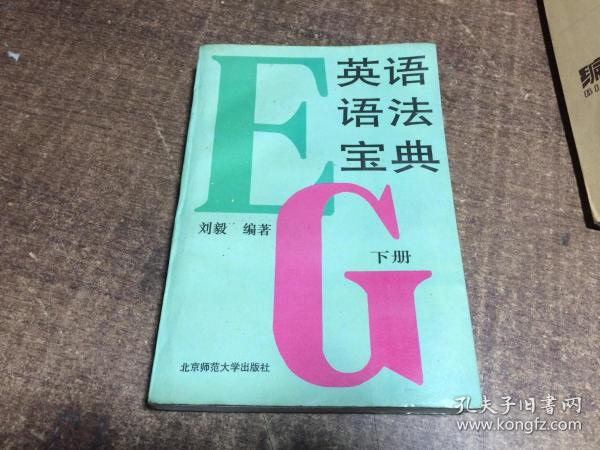 E
英语
语法
宝典
刘毅 编著
G
下册
北京师范大学出版社
孔夫子旧书网
www.kongfz.com